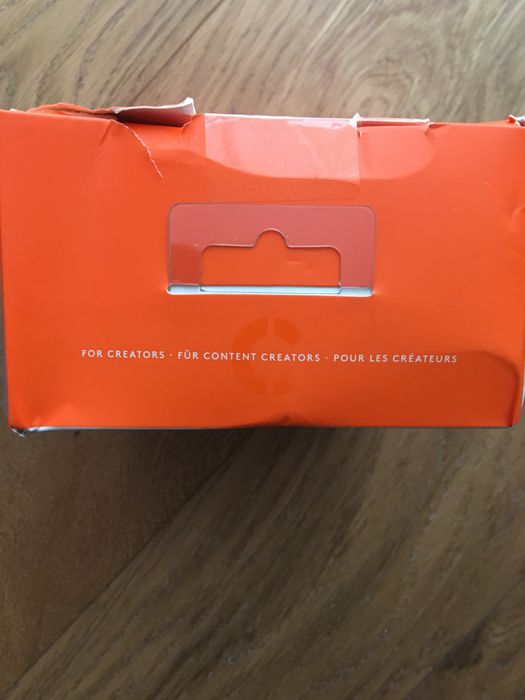 FOR CREATORS · FÜR CONTENT CREATORS · POUR LES CRÉATEURS